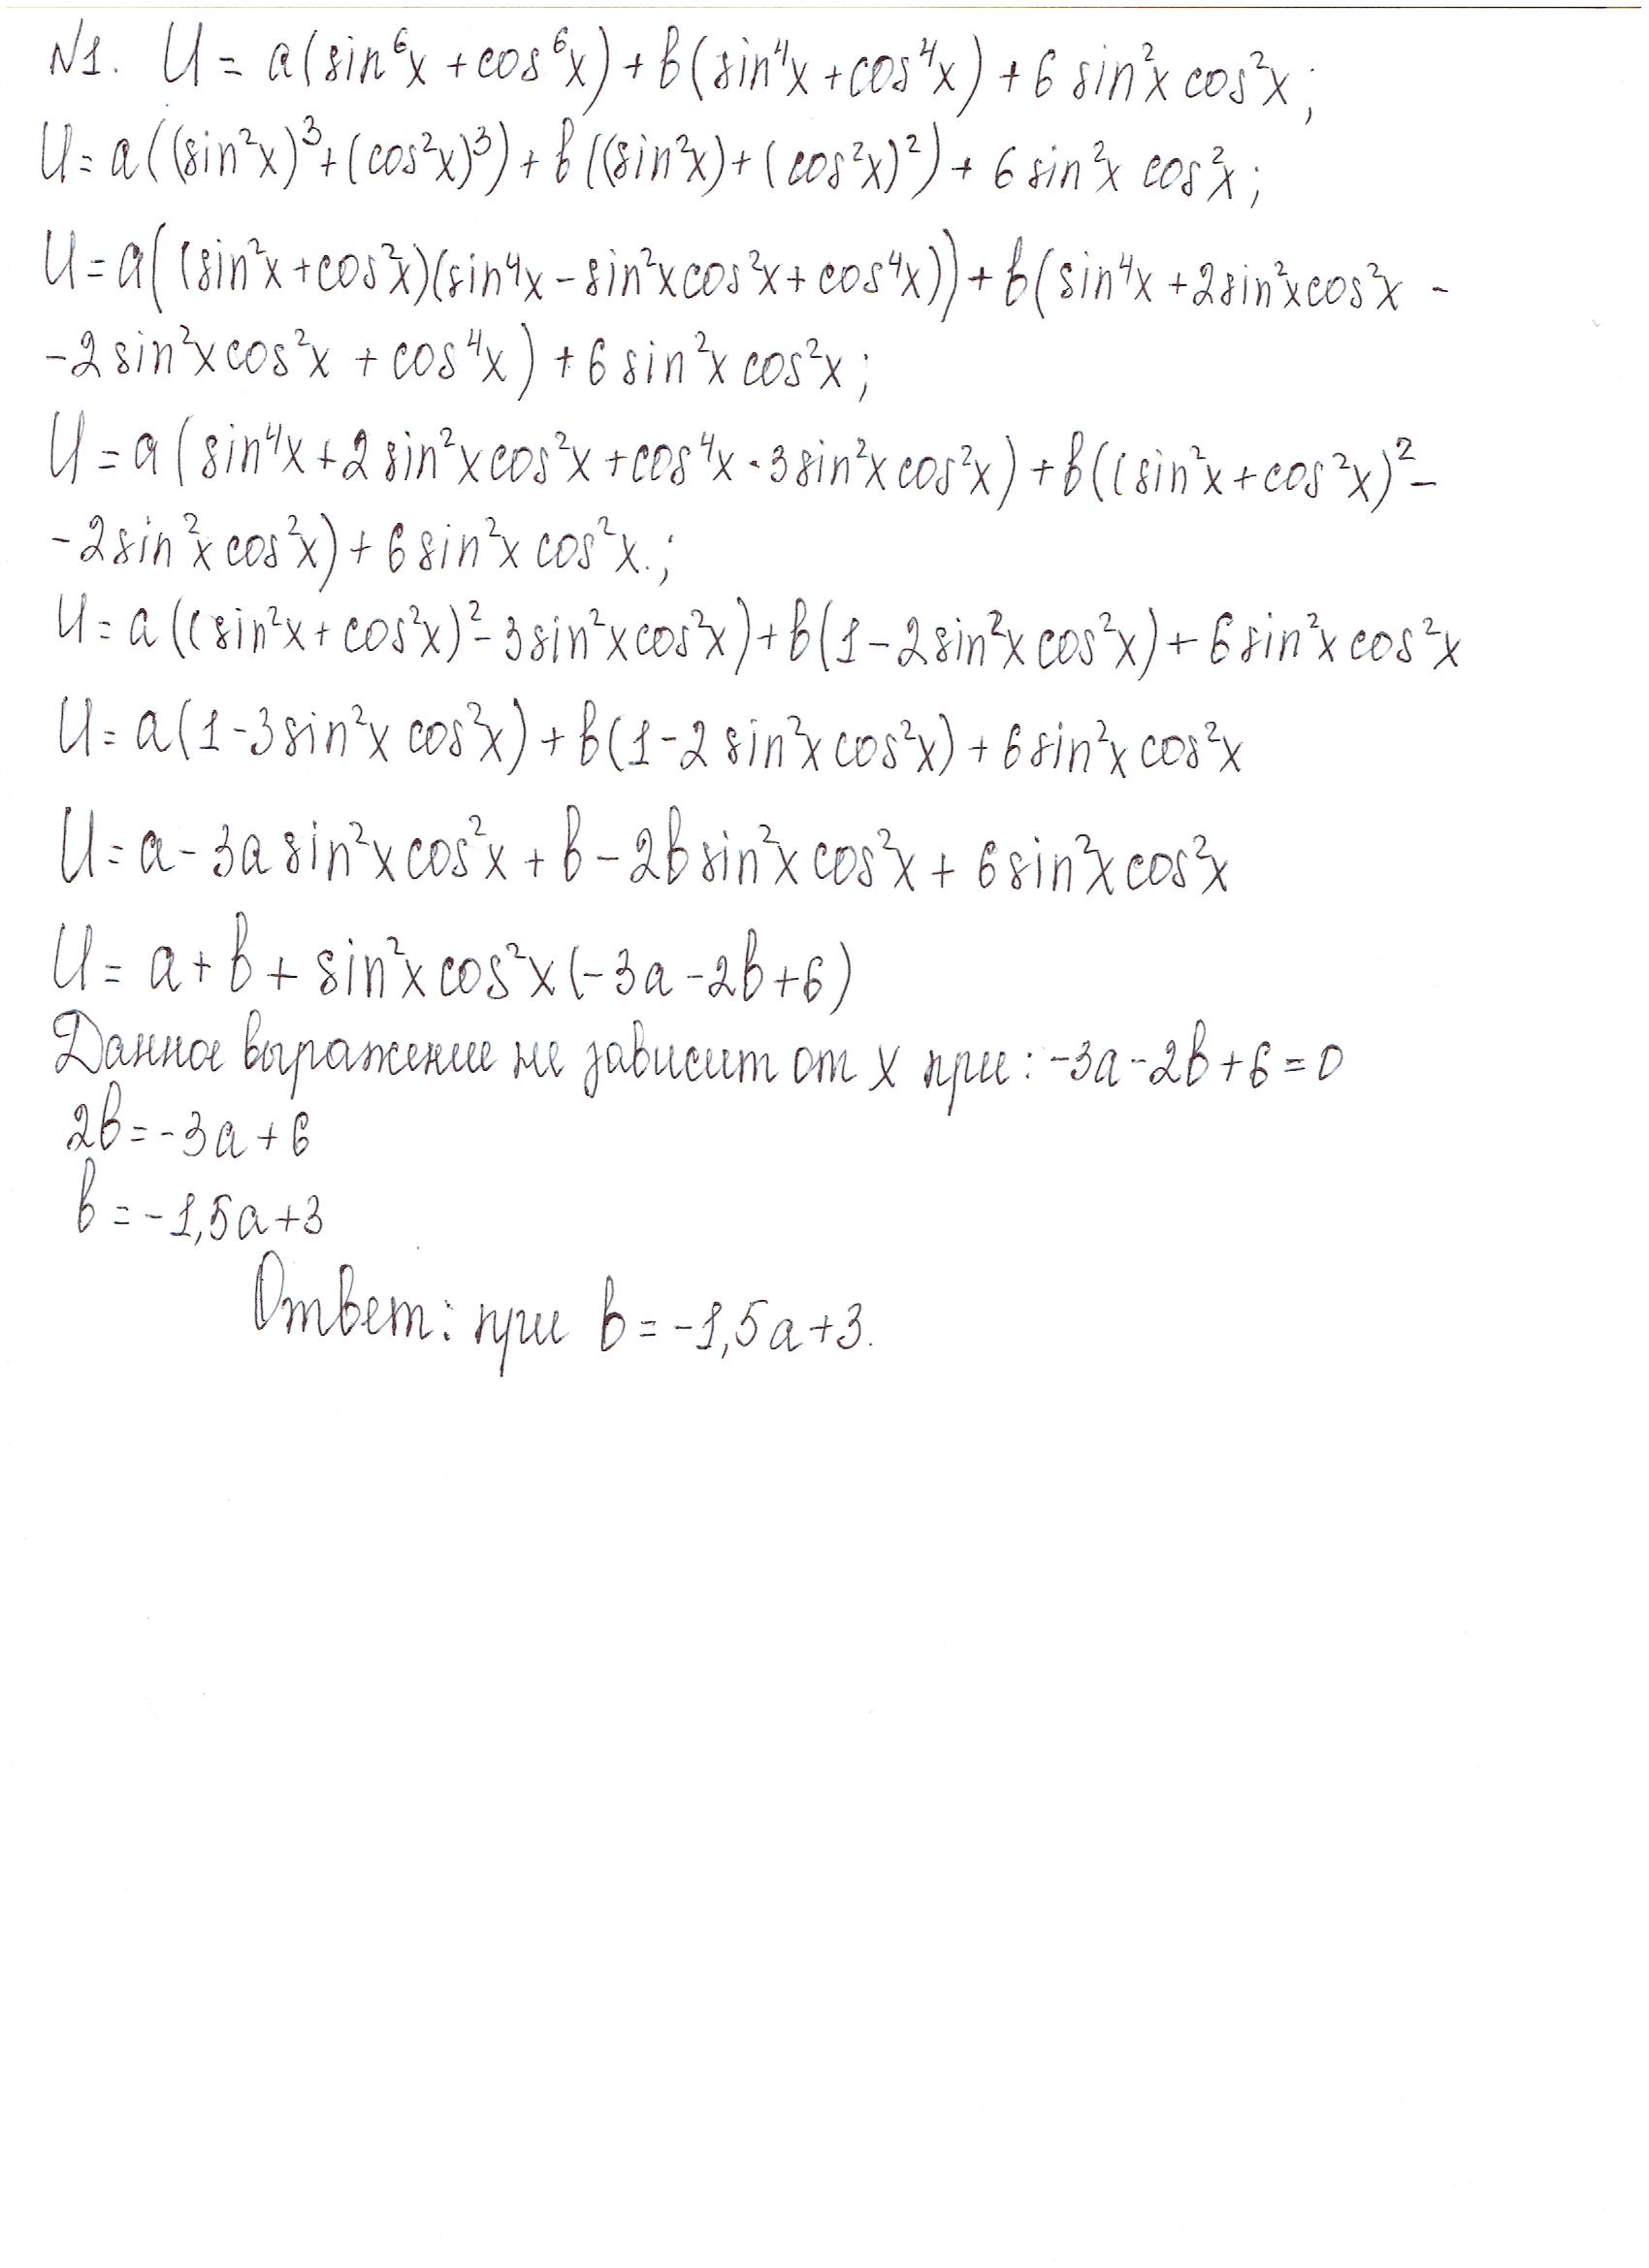 N1. U = a(sin⁶x + cos⁶x) + b(sin⁴x + cos⁴x) + 6 sin²x cos²x;
U = a((sin²x)³ + (cos²x)³) + b((sin²x) + (cos²x)²) + 6 sin²x cos²x;
U = a((sin²x + cos²x)(sin⁴x - sin²x cos²x + cos⁴x)) + b(sin⁴x + 2sin²x cos²x -
- 2 sin²x cos²x + cos⁴x) + 6 sin²x cos²x;
U = a(sin⁴x + 2 sin²x cos²x + cos⁴x - 3 sin²x cos²x) + b((sin²x + cos²x)² -
- 2 sin²x cos²x) + 6 sin²x cos²x.;
U = a((sin²x + cos²x)² - 3 sin²x cos²x) + b(1 - 2 sin²x cos²x) + 6 sin²x cos²x
U = a(1 - 3 sin²x cos²x) + b(1 - 2 sin²x cos²x) + 6 sin²x cos²x
U = a - 3a sin²x cos²x + b - 2b sin²x cos²x + 6 sin²x cos²x
U = a + b + sin²x cos²x (-3a - 2b + 6)
Данное выражение не зависит от x при: -3a - 2b + 6 = 0
2b = -3a + 6
b = -1,5a + 3
Ответ: при b = -1,5a + 3.